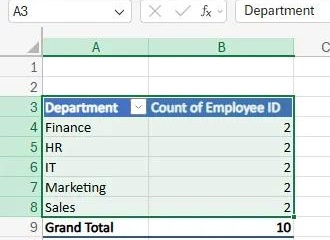 A3 fx Department
A B C
1
2
3 Department Count of Employee ID
4 Finance 2
5 HR 2
6 IT 2
7 Marketing 2
8 Sales 2
9 Grand Total 10